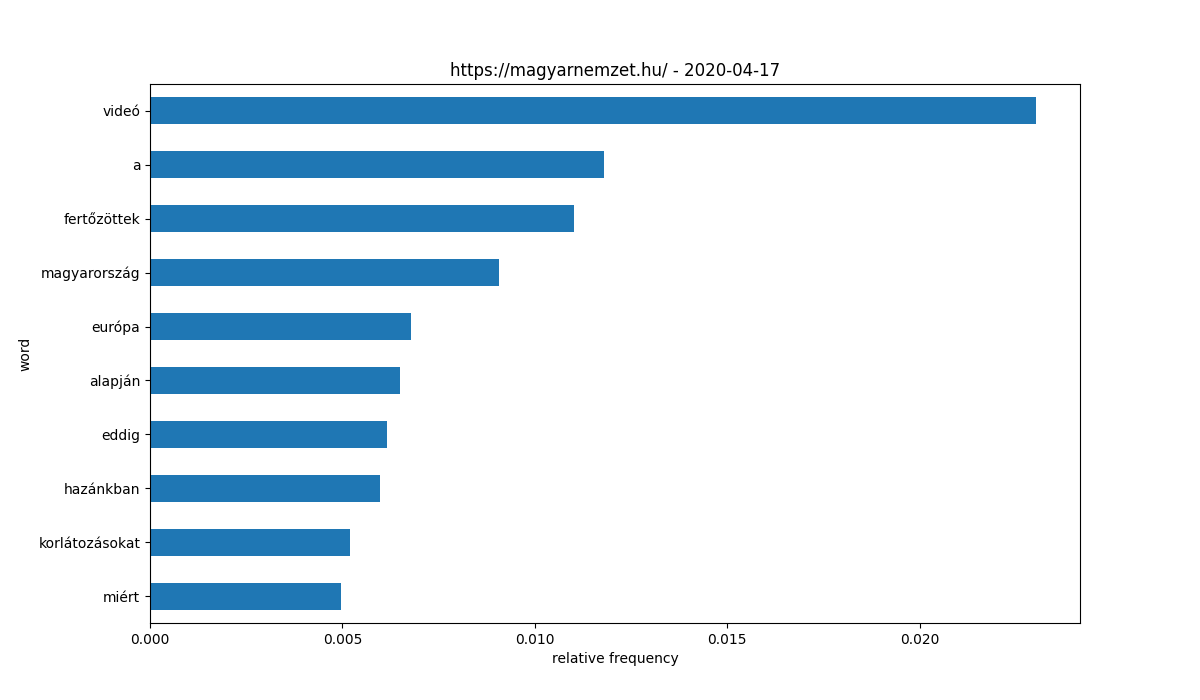 https://magyarnemzet.hu/ - 2020-04-17
videó
a
fertőzöttek
magyarország
európa
alapján
eddig
hazánkban
korlátozásokat
miért
word
0.000 0.005 0.010 0.015 0.020
relative frequency